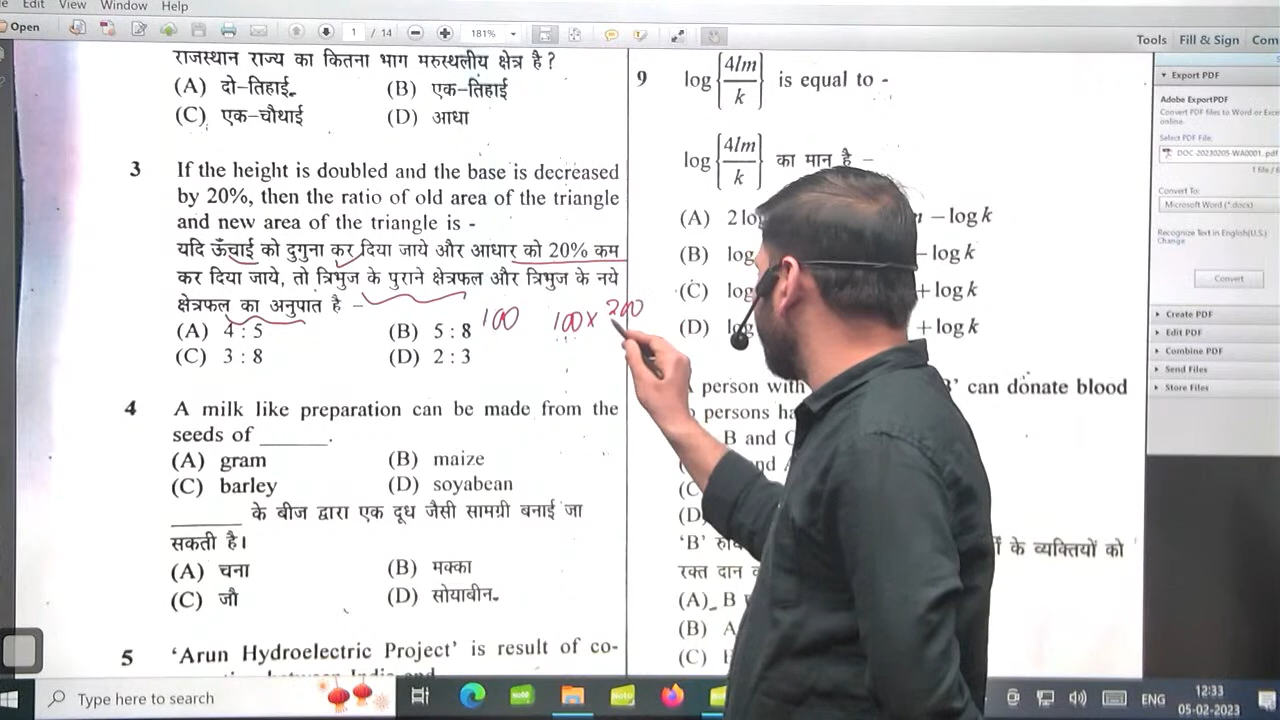 Edit View Window Help
Open
1 / 14
181%
Tools Fill & Sign Com
राजस्थान राज्य का कितना भाग मरुस्थलीय क्षेत्र है ?
(A) दो-तिहाई
(B) एक-तिहाई
(C) एक-चौथाई
(D) आधा
3 If the height is doubled and the base is decreased
by 20%, then the ratio of old area of the triangle
and new area of the triangle is -
यदि ऊँचाई को दुगुना कर दिया जाये और आधार को 20% कम
कर दिया जाये, तो त्रिभुज के पुराने क्षेत्रफल और त्रिभुज के नये
क्षेत्रफल का अनुपात है –
(A) 4 : 5
(B) 5 : 8
100 100 x 200
(C) 3 : 8
(D) 2 : 3
4 A milk like preparation can be made from the
seeds of ______.
(A) gram
(B) maize
(C) barley
(D) soyabean
______ के बीज द्वारा एक दूध जैसी सामग्री बनाई जा
सकती है।
(A) चना
(B) मक्का
(C) जौ
(D) सोयाबीन
5 ‘Arun Hydroelectric Project’ is result of co-
9 log {4lm/k} is equal to -
log {4lm/k} का मान है –
(A) 2 log – log k
(B) log – log k
(C) log + log k
(D) log + log k
person with B’ can donate blood
persons ha
B and
‘B’ के व्यक्तियों को
रक्त दान
(A) B
(B) A
(C)
Export PDF
Adobe ExportPDF
Convert PDF files to Word or Exce
online.
Select PDF File:
DOC-20230205-WA0001.pdf
1 file / 6
Convert To:
Microsoft Word (*.docx)
Recognize Text in English(U.S.)
Change
Convert
Create PDF
Edit PDF
Combine PDF
Send Files
Store Files
Type here to search
ENG
12:33
05-02-2023